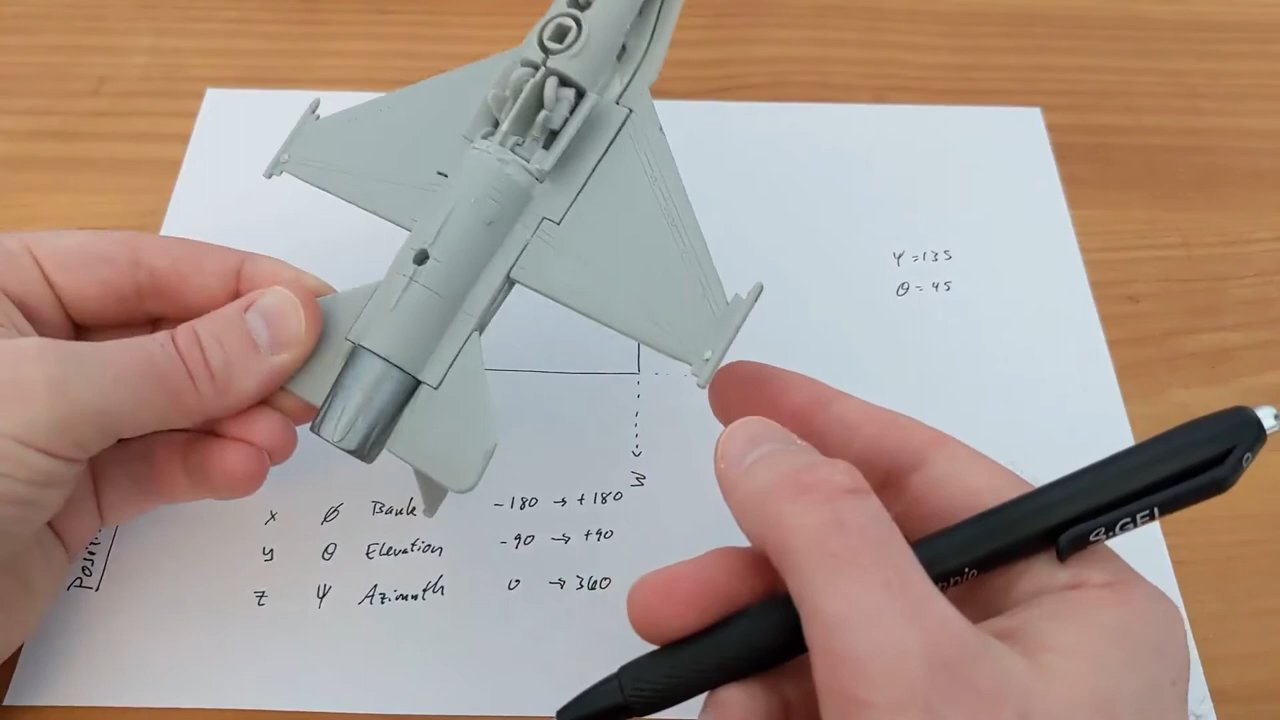 ψ = 135
θ = 45
x ϕ Bank -180 → +180
y θ Elevation -90 → +90
z ψ Azimuth 0 → 360
G.GEL